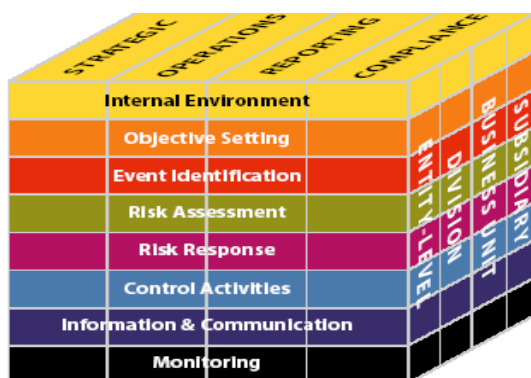 STRATEGIC
OPERATIONS
REPORTING
COMPLIANCE
Internal Environment
Objective Setting
Event Identification
Risk Assessment
Risk Response
Control Activities
Information & Communication
Monitoring
ENTITY-LEVEL
DIVISION
BUSINESS UNIT
SUBSIDIARY